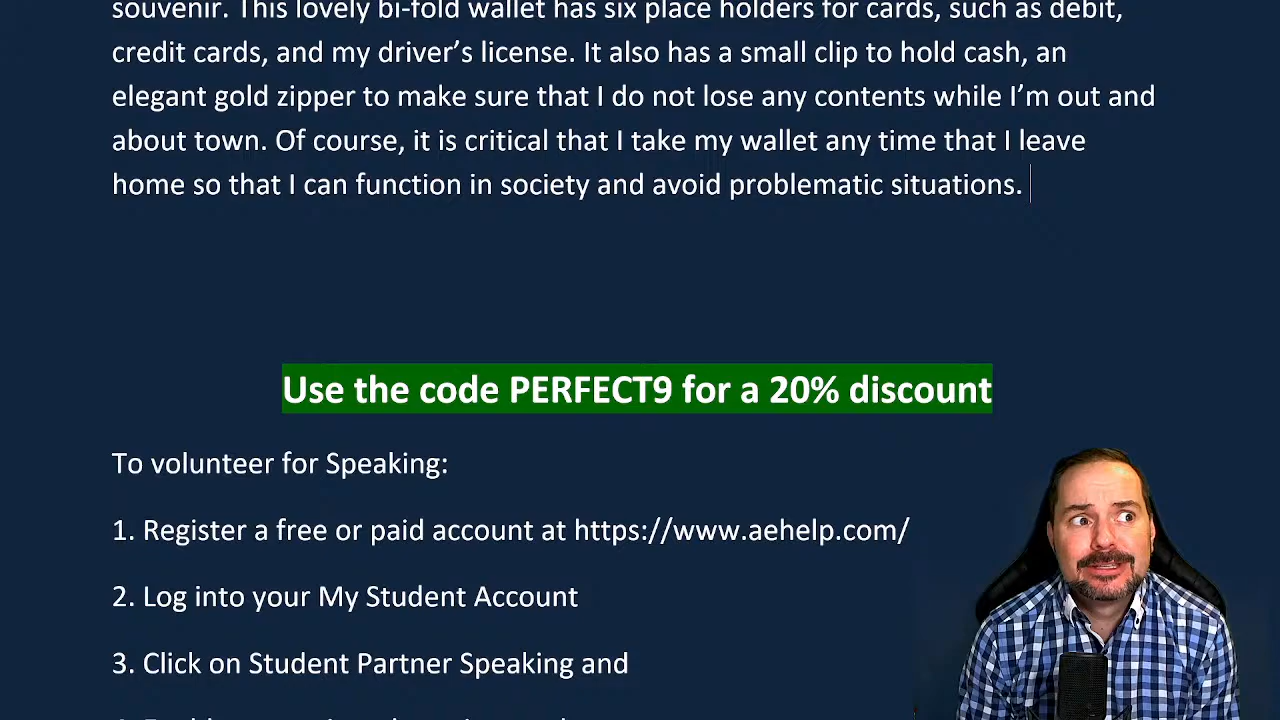 souvenir. This lovely bi-fold wallet has six place holders for cards, such as debit,
credit cards, and my driver’s license. It also has a small clip to hold cash, an
elegant gold zipper to make sure that I do not lose any contents while I’m out and
about town. Of course, it is critical that I take my wallet any time that I leave
home so that I can function in society and avoid problematic situations.
Use the code PERFECT9 for a 20% discount
To volunteer for Speaking:
1. Register a free or paid account at https://www.aehelp.com/
2. Log into your My Student Account
3. Click on Student Partner Speaking and